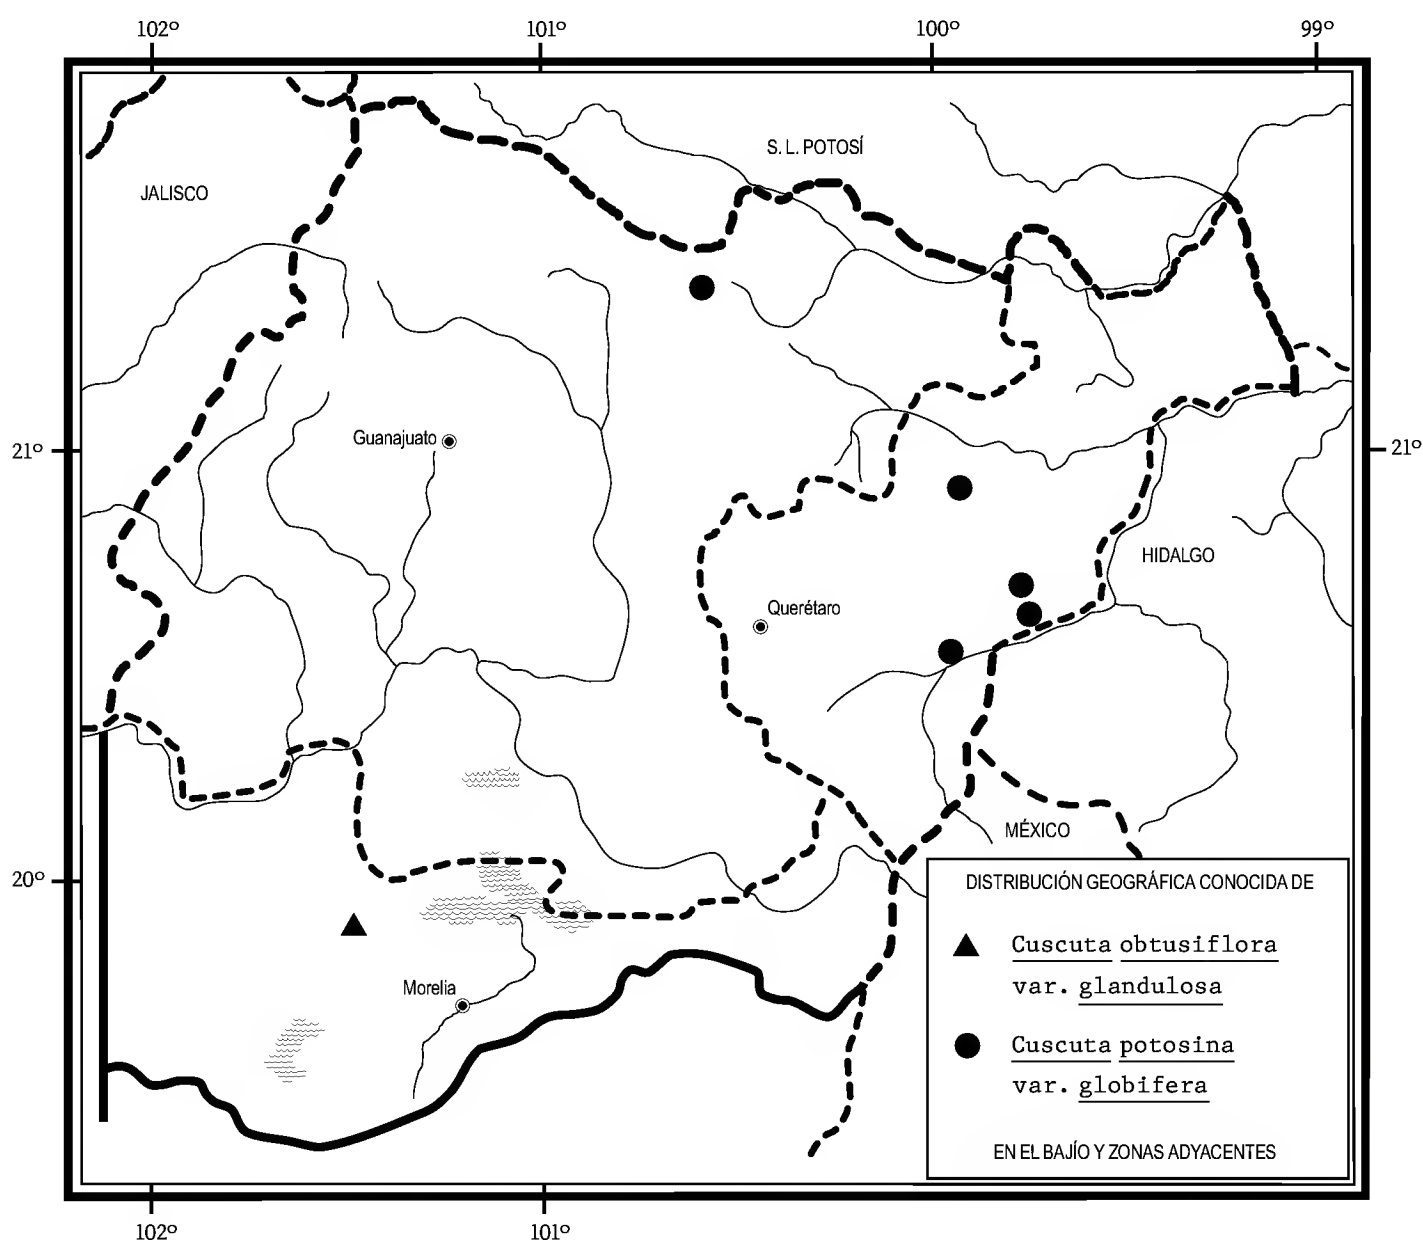 102º 101º 100º 99º
S. L. POTOSÍ
JALISCO
Guanajuato
21º 21º
HIDALGO
Querétaro
MÉXICO
20º
DISTRIBUCIÓN GEOGRÁFICA CONOCIDA DE
Cuscuta obtusiflora
var. glandulosa
Morelia
Cuscuta potosina
var. globifera
EN EL BAJÍO Y ZONAS ADYACENTES
102º 101º